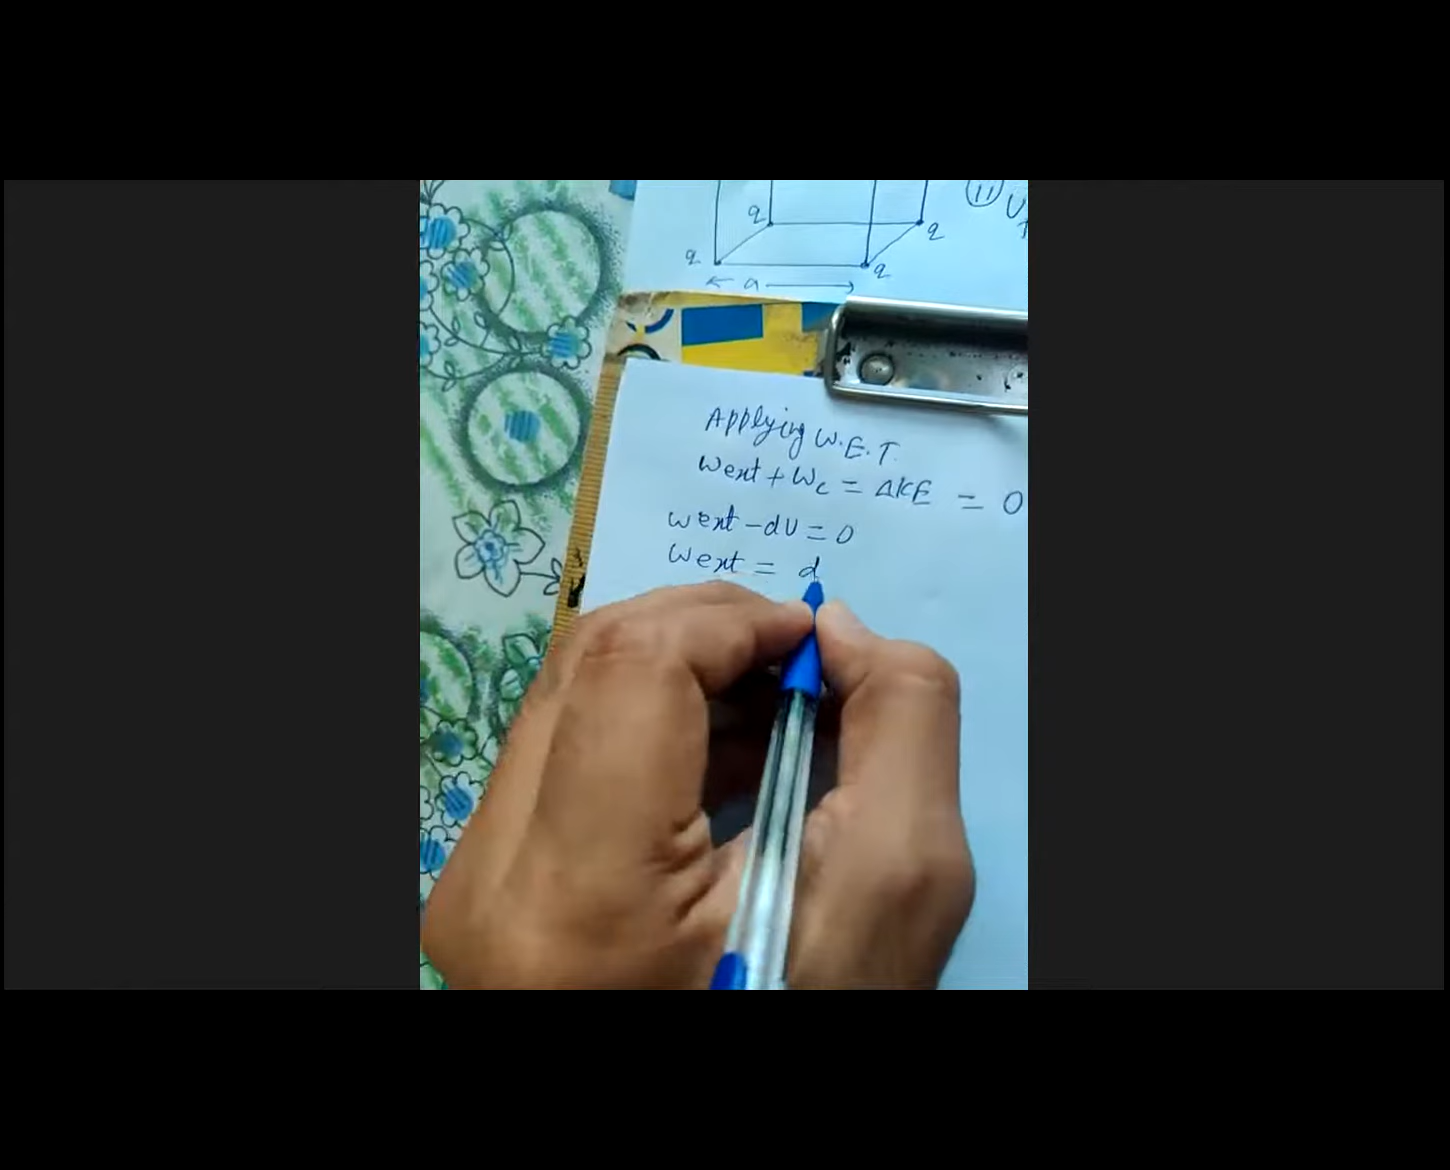 (11) U
q
q
q
q
← a →
Applying W.E.T.
Wext + Wc = ΔKE = 0
Wext - dU = 0
Wext = d